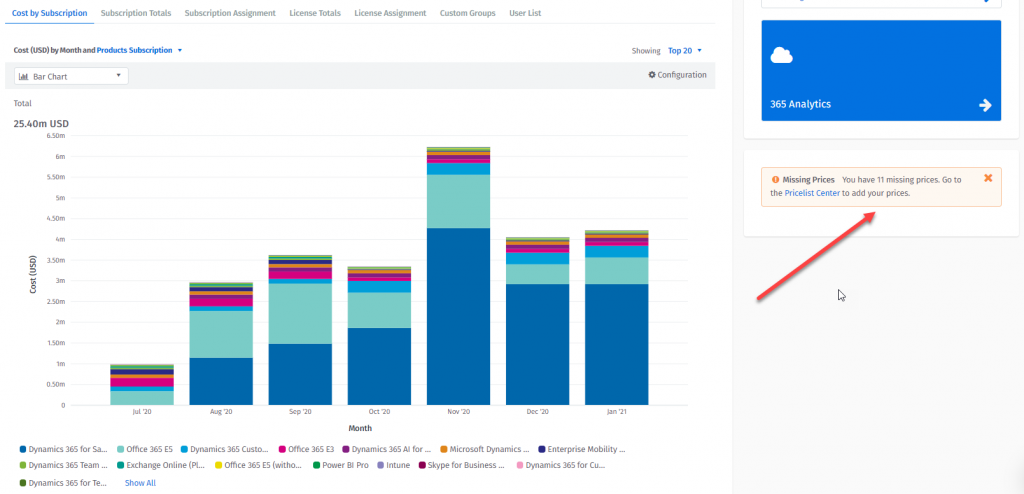 Cost by Subscription Subscription Totals Subscription Assignment License Totals License Assignment Custom Groups User List
Cost (USD) by Month and Products Subscription
Showing Top 20
Bar Chart
Configuration
Total
25.40m USD
6.50m
6m
5.50m
5m
4.50m
4m
3.50m
3m
2.50m
2m
1.50m
1m
0.50m
0
Cost (USD)
Jul '20 Aug '20 Sep '20 Oct '20 Nov '20 Dec '20 Jan '21
Month
Dynamics 365 for Sa... Office 365 E5 Dynamics 365 Custo... Office 365 E3 Dynamics 365 AI for ... Microsoft Dynamics ... Enterprise Mobility ...
Dynamics 365 Team ... Exchange Online (Pl... Office 365 E5 (witho... Power BI Pro Intune Skype for Business ... Dynamics 365 for Cu...
Dynamics 365 for Te... Show All
365 Analytics
Missing Prices You have 11 missing prices. Go to
the Pricelist Center to add your prices.